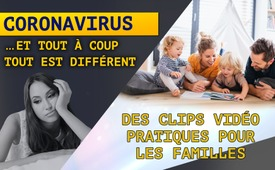 CORONAVIRUS
...ET TOUT À COUP
TOUT EST DIFFÉRENT
DES CLIPS VIDÉO
PRATIQUES POUR
LES FAMILLES